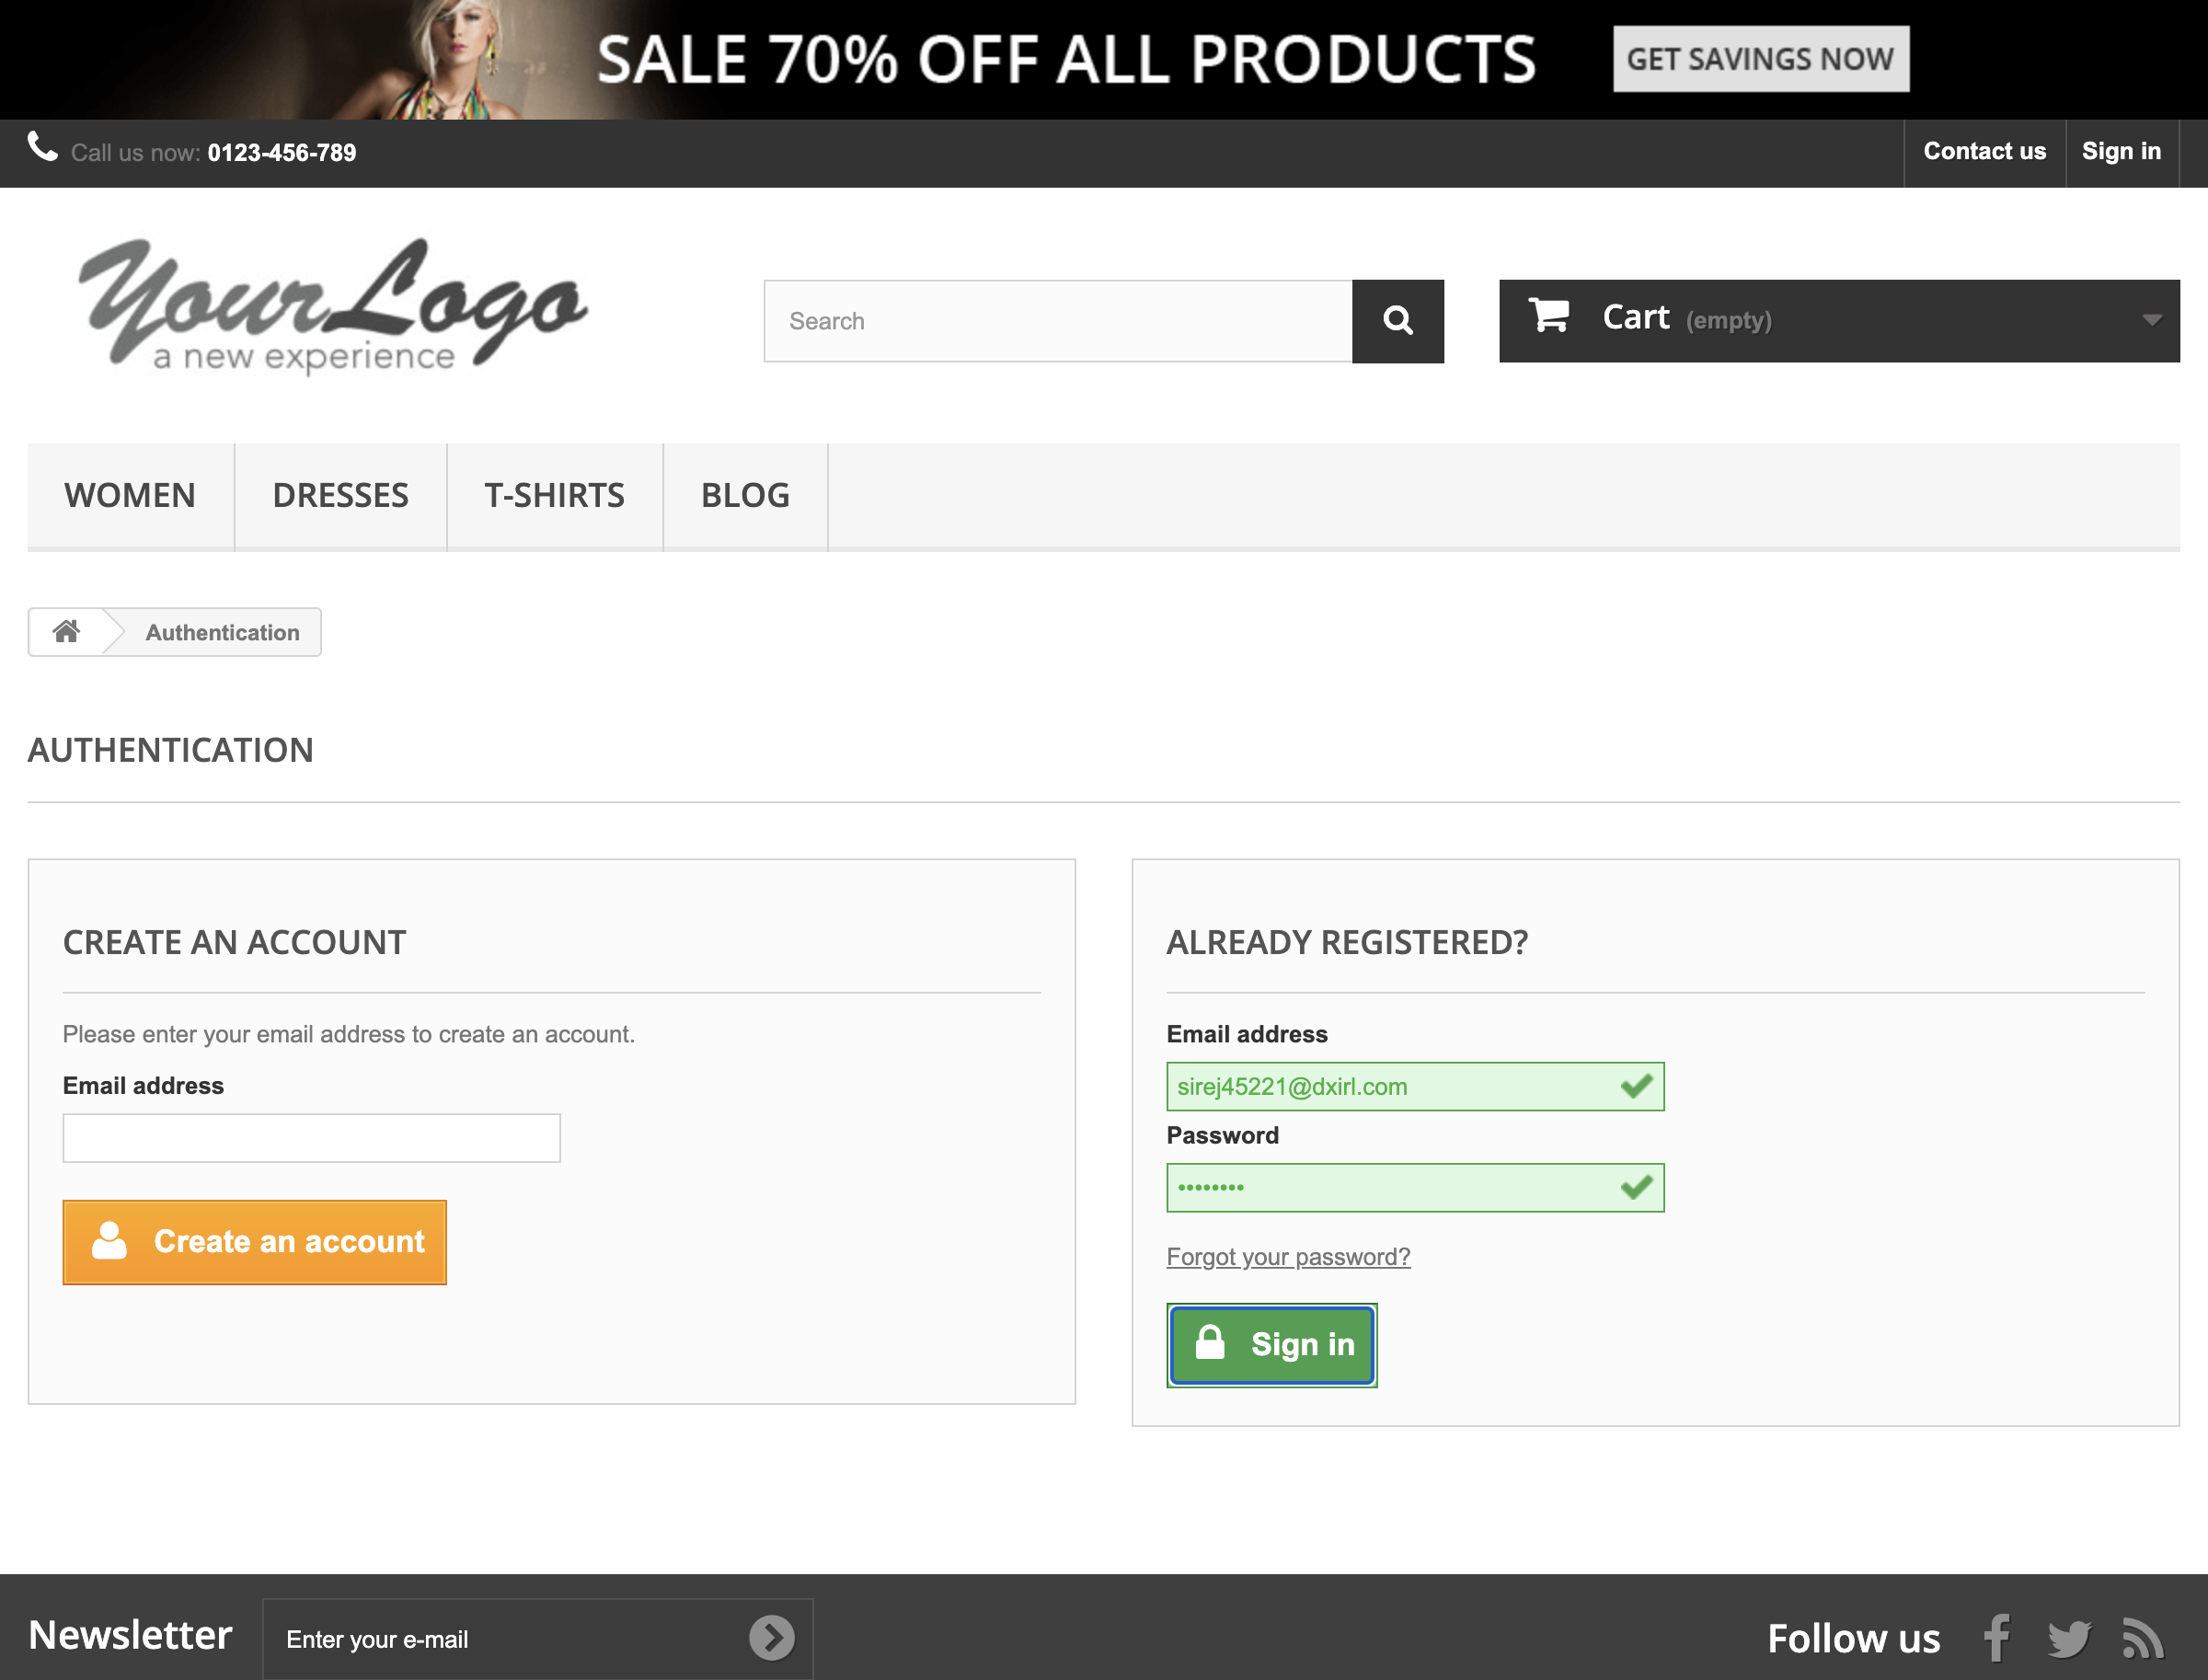 SALE 70% OFF ALL PRODUCTS
GET SAVINGS NOW
Call us now: 0123-456-789
Contact us
Sign in
Your Logo
a new experience
Search
Cart (empty)
WOMEN
DRESSES
T-SHIRTS
BLOG
Authentication
AUTHENTICATION
CREATE AN ACCOUNT
Please enter your email address to create an account.
Email address
Create an account
ALREADY REGISTERED?
Email address
sirej45221@dxirl.com
Password
••••••••
Forgot your password?
Sign in
Newsletter
Enter your e-mail
Follow us